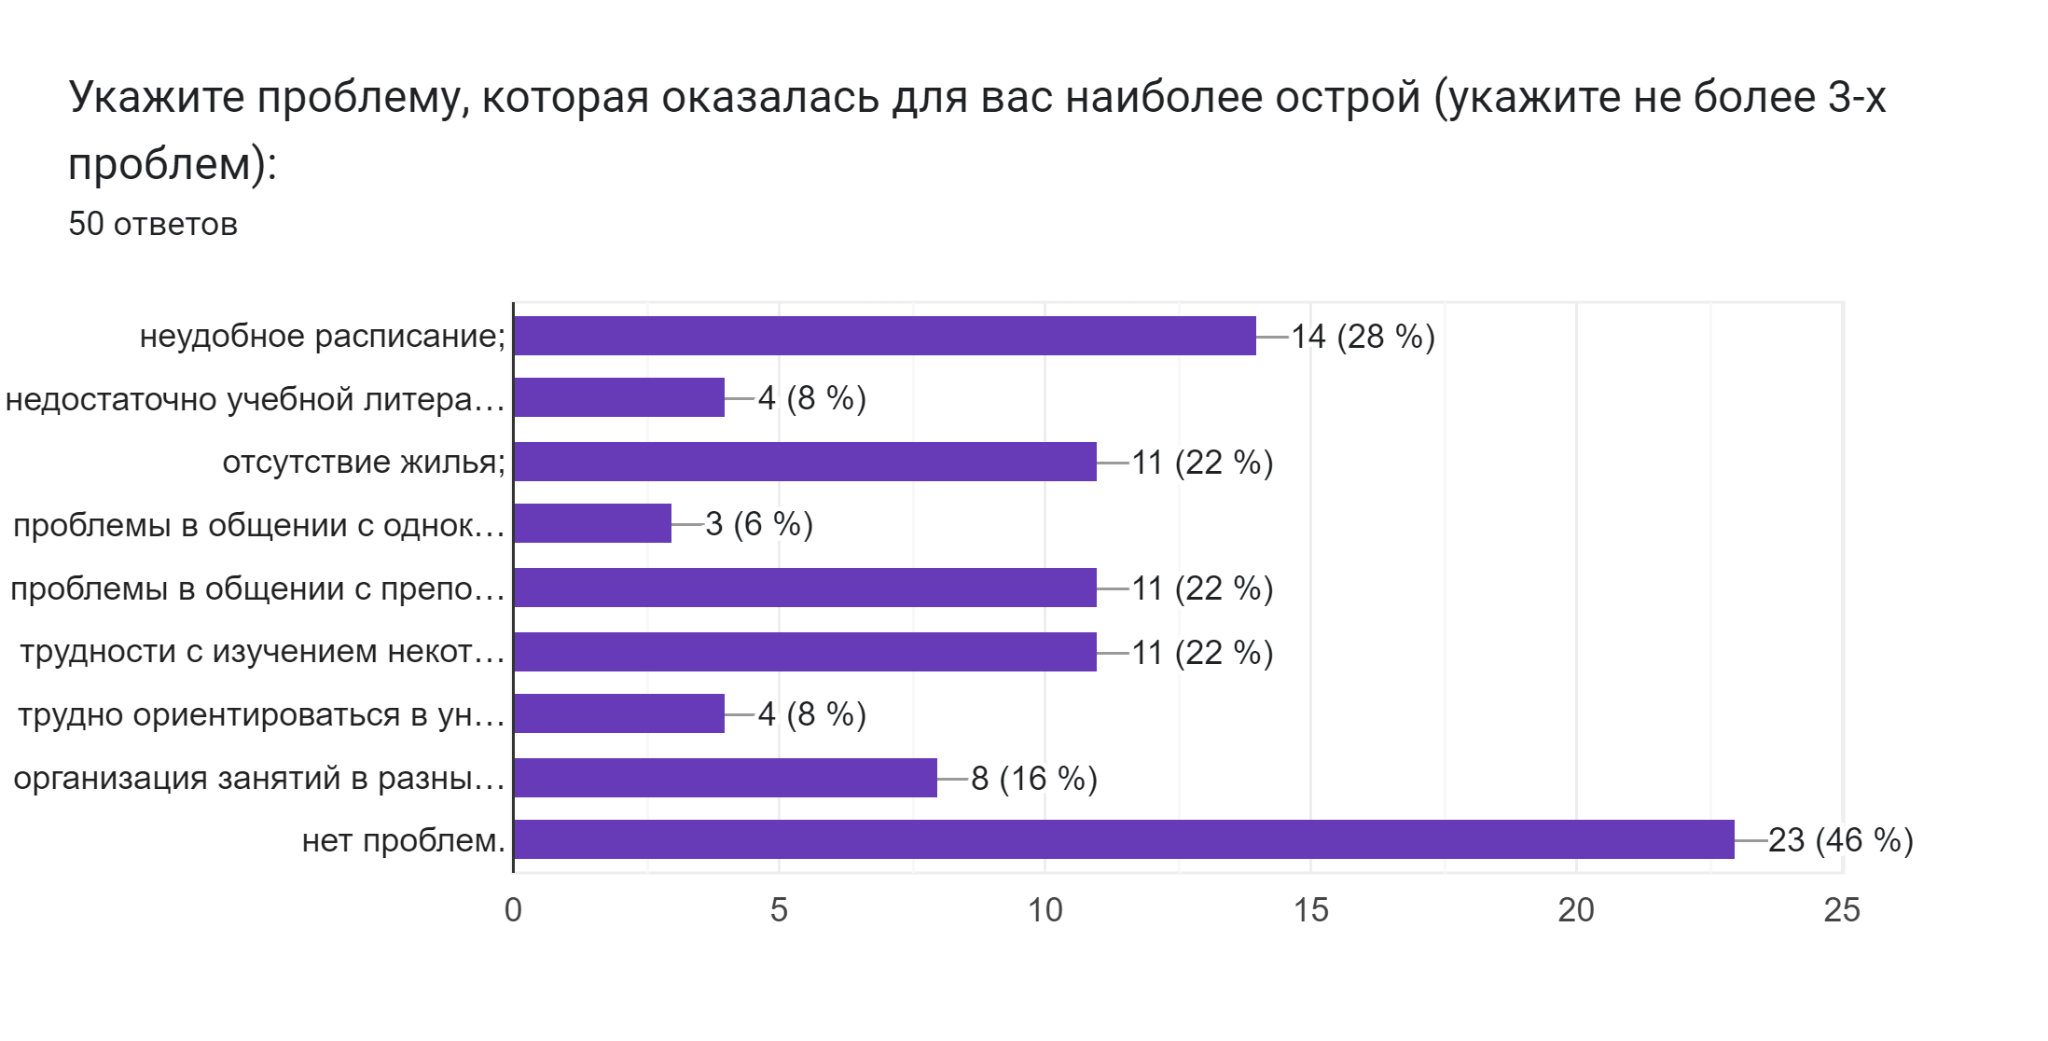 Укажите проблему, которая оказалась для вас наиболее острой (укажите не более 3-х
проблем):
50 ответов
неудобное расписание; 14 (28 %)
недостаточно учебной литера… 4 (8 %)
отсутствие жилья; 11 (22 %)
проблемы в общении с однок… 3 (6 %)
проблемы в общении с препо… 11 (22 %)
трудности с изучением некот… 11 (22 %)
трудно ориентироваться в ун… 4 (8 %)
организация занятий в разны… 8 (16 %)
нет проблем. 23 (46 %)
0 5 10 15 20 25